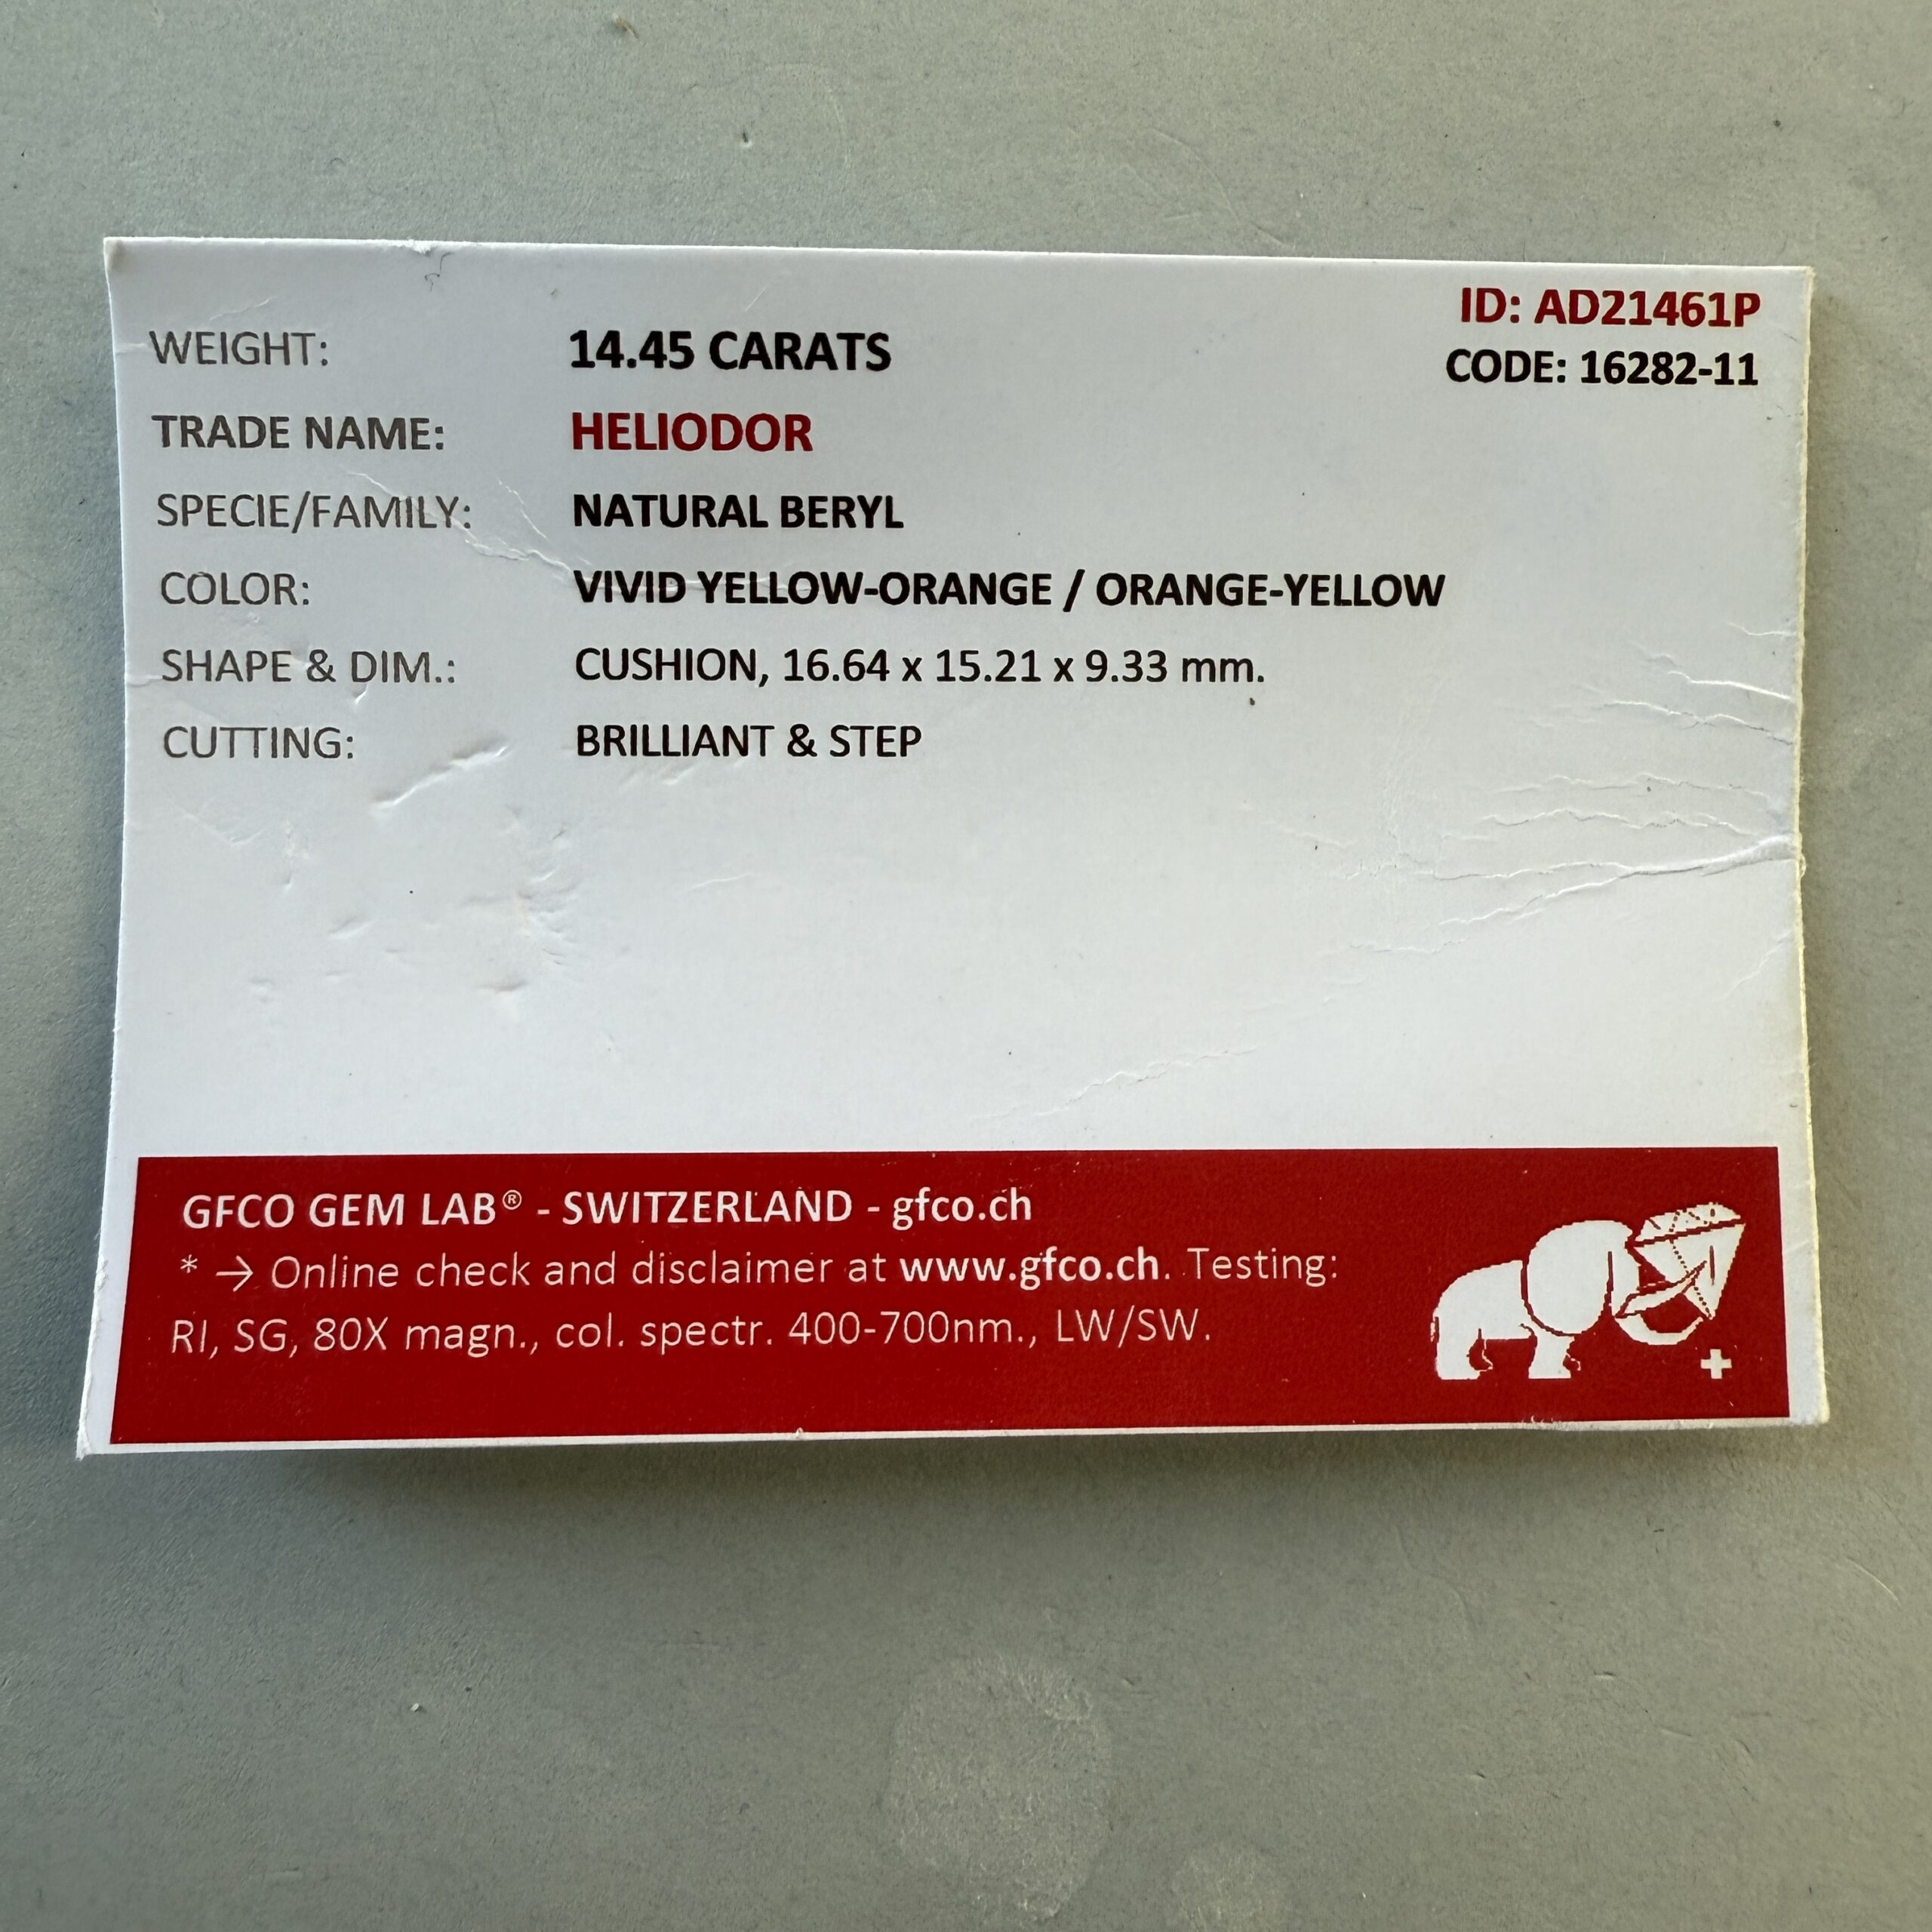 ID: AD21461P
CODE: 16282-11
WEIGHT: 14.45 CARATS
TRADE NAME: HELIODOR
SPECIE/FAMILY: NATURAL BERYL
COLOR: VIVID YELLOW-ORANGE / ORANGE-YELLOW
SHAPE & DIM.: CUSHION, 16.64 x 15.21 x 9.33 mm.
CUTTING: BRILLIANT & STEP
GFCO GEM LAB® - SWITZERLAND - gfco.ch
* → Online check and disclaimer at www.gfco.ch. Testing:
RI, SG, 80X magn., col. spectr. 400-700nm., LW/SW.